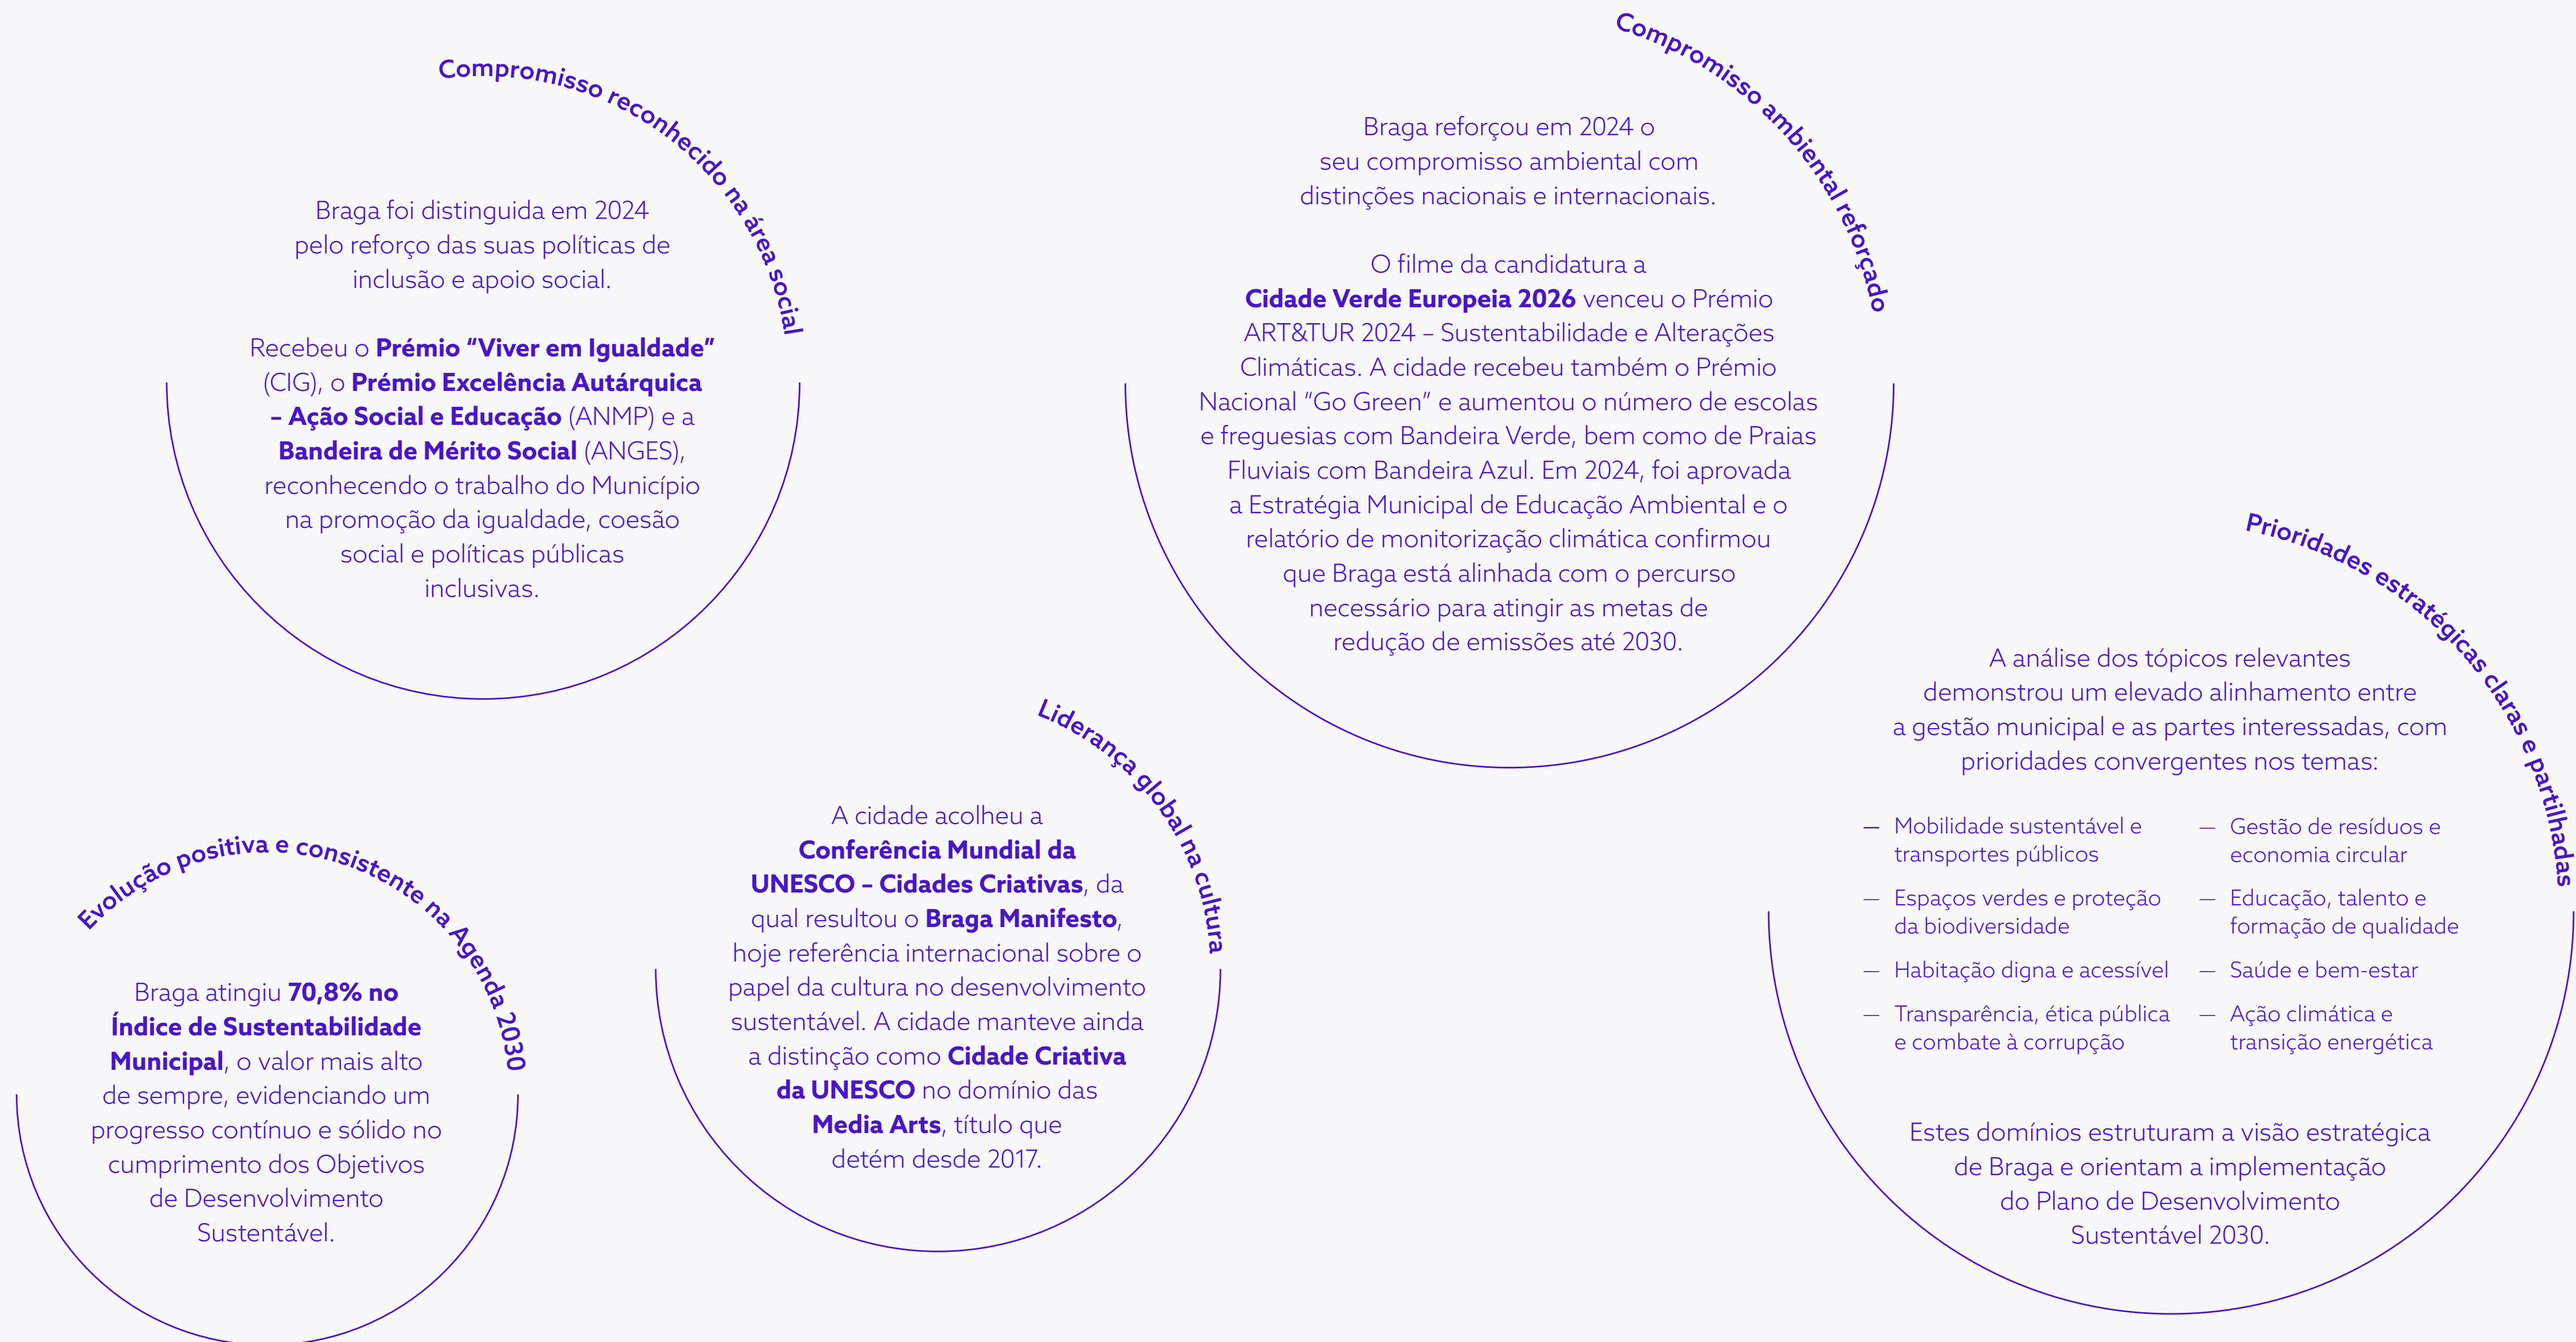 Compromisso reconhecido na área social
Braga foi distinguida em 2024
pelo reforço das suas políticas de
inclusão e apoio social.
Recebeu o Prémio “Viver em Igualdade”
(CIG), o Prémio Excelência Autárquica
– Ação Social e Educação (ANMP) e a
Bandeira de Mérito Social (ANGES),
reconhecendo o trabalho do Município
na promoção da igualdade, coesão
social e políticas públicas
inclusivas.
Compromisso ambiental reforçado
Braga reforçou em 2024 o
seu compromisso ambiental com
distinções nacionais e internacionais.
O filme da candidatura a
Cidade Verde Europeia 2026 venceu o Prémio
ART&TUR 2024 – Sustentabilidade e Alterações
Climáticas. A cidade recebeu também o Prémio
Nacional “Go Green” e aumentou o número de escolas
e freguesias com Bandeira Verde, bem como de Praias
Fluviais com Bandeira Azul. Em 2024, foi aprovada
a Estratégia Municipal de Educação Ambiental e o
relatório de monitorização climática confirmou
que Braga está alinhada com o percurso
necessário para atingir as metas de
redução de emissões até 2030.
Evolução positiva e consistente na Agenda 2030
Braga atingiu 70,8% no
Índice de Sustentabilidade
Municipal, o valor mais alto
de sempre, evidenciando um
progresso contínuo e sólido no
cumprimento dos Objetivos
de Desenvolvimento
Sustentável.
Liderança global na cultura
A cidade acolheu a
Conferência Mundial da
UNESCO – Cidades Criativas, da
qual resultou o Braga Manifesto,
hoje referência internacional sobre o
papel da cultura no desenvolvimento
sustentável. A cidade manteve ainda
a distinção como Cidade Criativa
da UNESCO no domínio das
Media Arts, título que
detém desde 2017.
Prioridades estratégicas claras e partilhadas
A análise dos tópicos relevantes
demonstrou um elevado alinhamento entre
a gestão municipal e as partes interessadas, com
prioridades convergentes nos temas:
— Mobilidade sustentável e
transportes públicos
— Espaços verdes e proteção
da biodiversidade
— Habitação digna e acessível
— Transparência, ética pública
e combate à corrupção
— Gestão de resíduos e
economia circular
— Educação, talento e
formação de qualidade
— Saúde e bem-estar
— Ação climática e
transição energética
Estes domínios estruturam a visão estratégica
de Braga e orientam a implementação
do Plano de Desenvolvimento
Sustentável 2030.